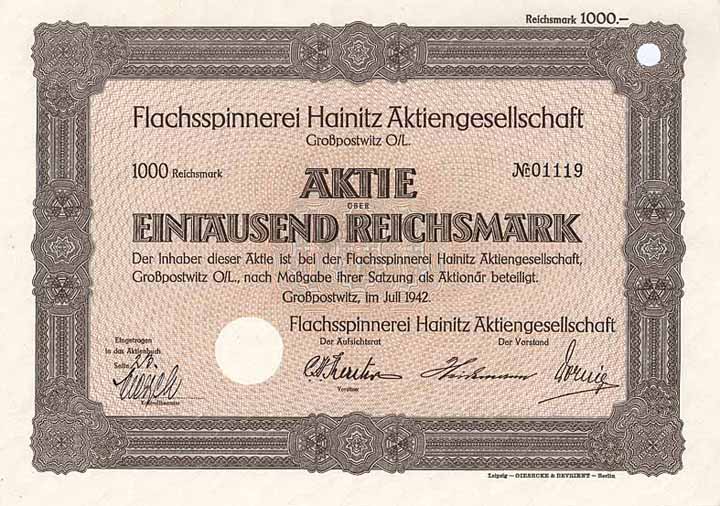 Reichsmark 1000.–
Flachsspinnerei Hainitz Aktiengesellschaft
Großpostwitz O/L.
1000 Reichsmark
AKTIE
№ 01119
ÜBER
EINTAUSEND REICHSMARK
Der Inhaber dieser Aktie ist bei der Flachsspinnerei Hainitz Aktiengesellschaft,
Großpostwitz O/L., nach Maßgabe ihrer Satzung als Aktionär beteiligt.
Großpostwitz, im Juli 1942.
Flachsspinnerei Hainitz Aktiengesellschaft
Der Aufsichtsrat
Der Vorstand
Eingetragen
in das Aktienbuch
Seite
Vorsitzer
Leipzig — GIESECKE & DEVRIENT — Berlin